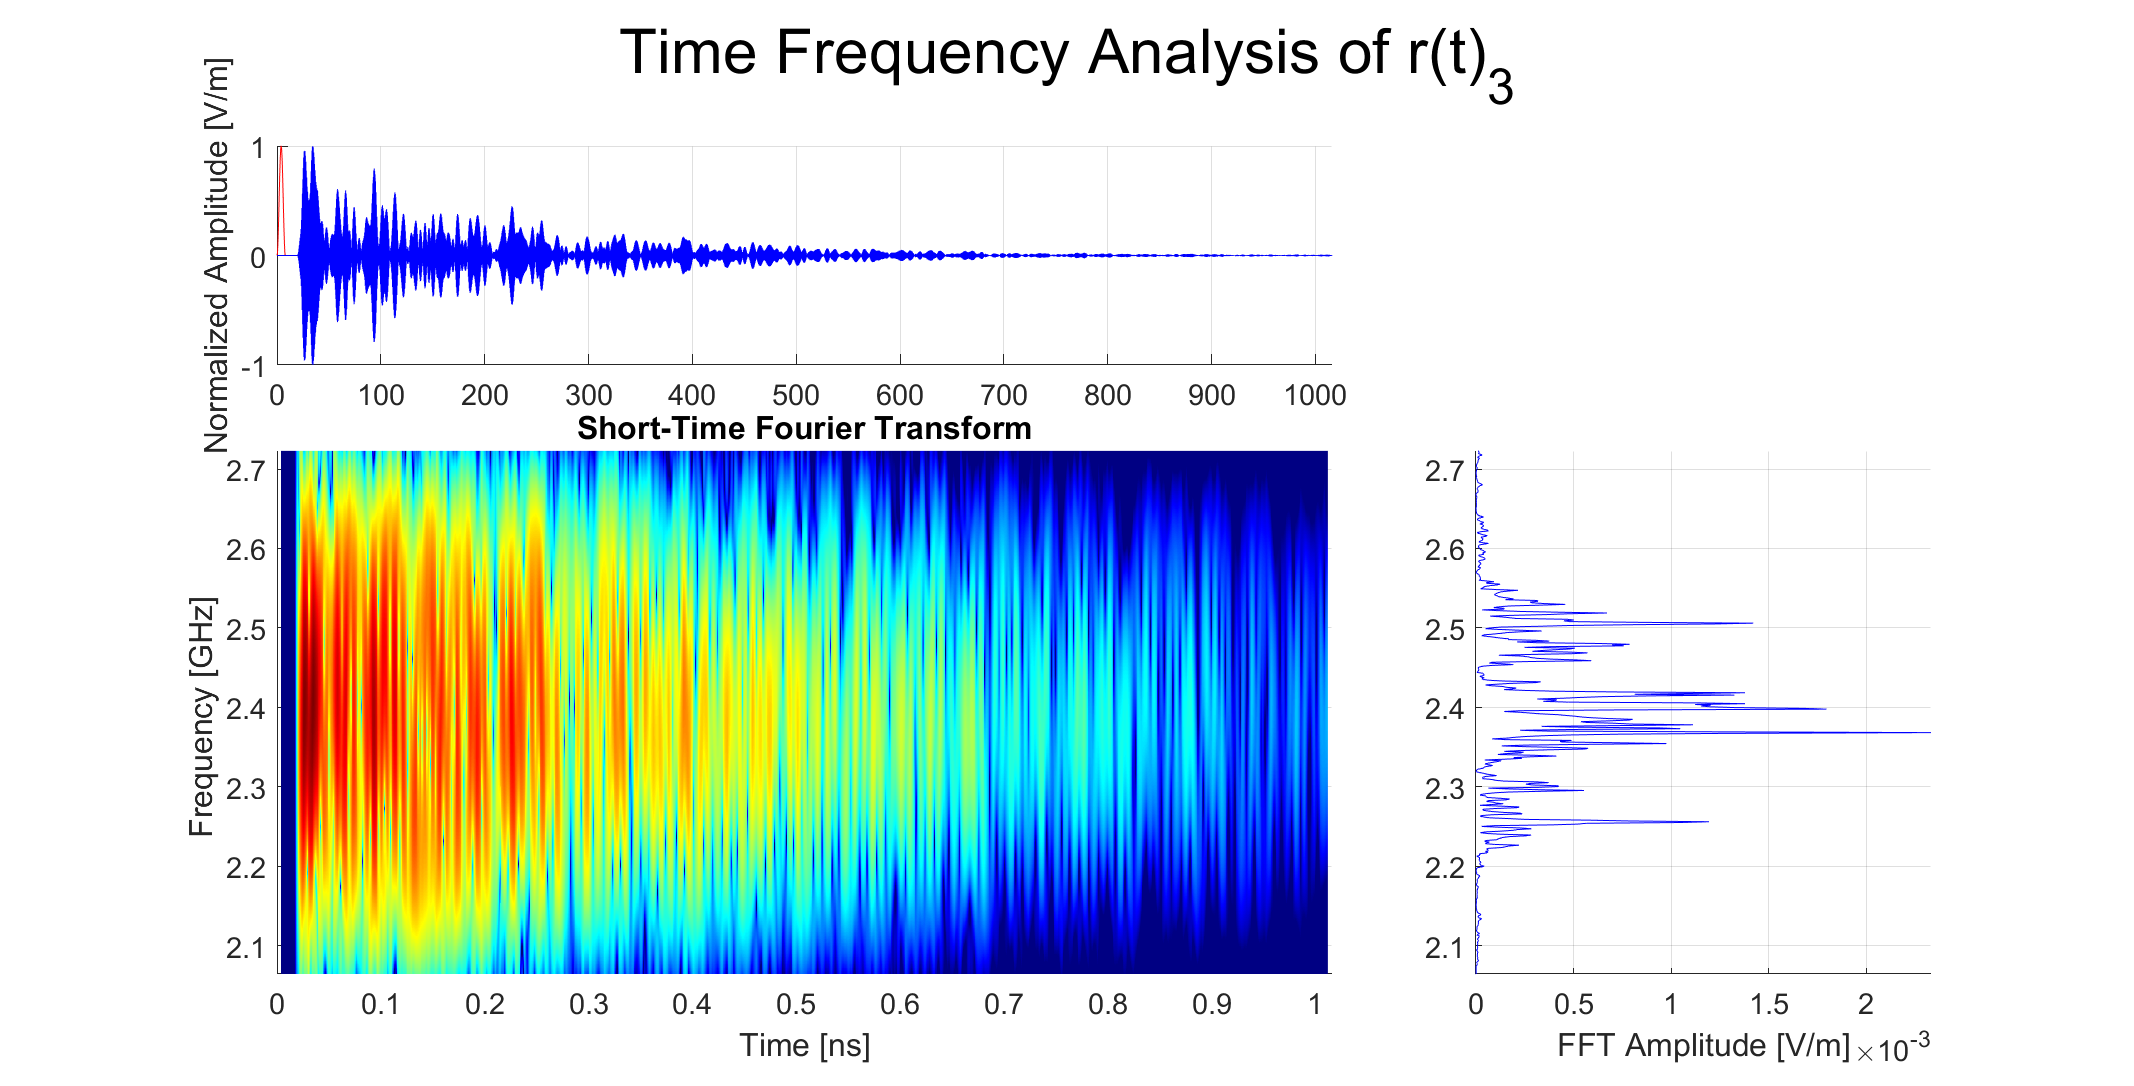 Time Frequency Analysis of r(t)3
Normalized Amplitude [V/m]
1
0
-1
0 100 200 300 400 500 600 700 800 900 1000
Short-Time Fourier Transform
Frequency [GHz]
2.7
2.6
2.5
2.4
2.3
2.2
2.1
0 0.1 0.2 0.3 0.4 0.5 0.6 0.7 0.8 0.9 1
Time [ns]
2.7
2.6
2.5
2.4
2.3
2.2
2.1
0 0.5 1 1.5 2
FFT Amplitude [V/m] ×10-3